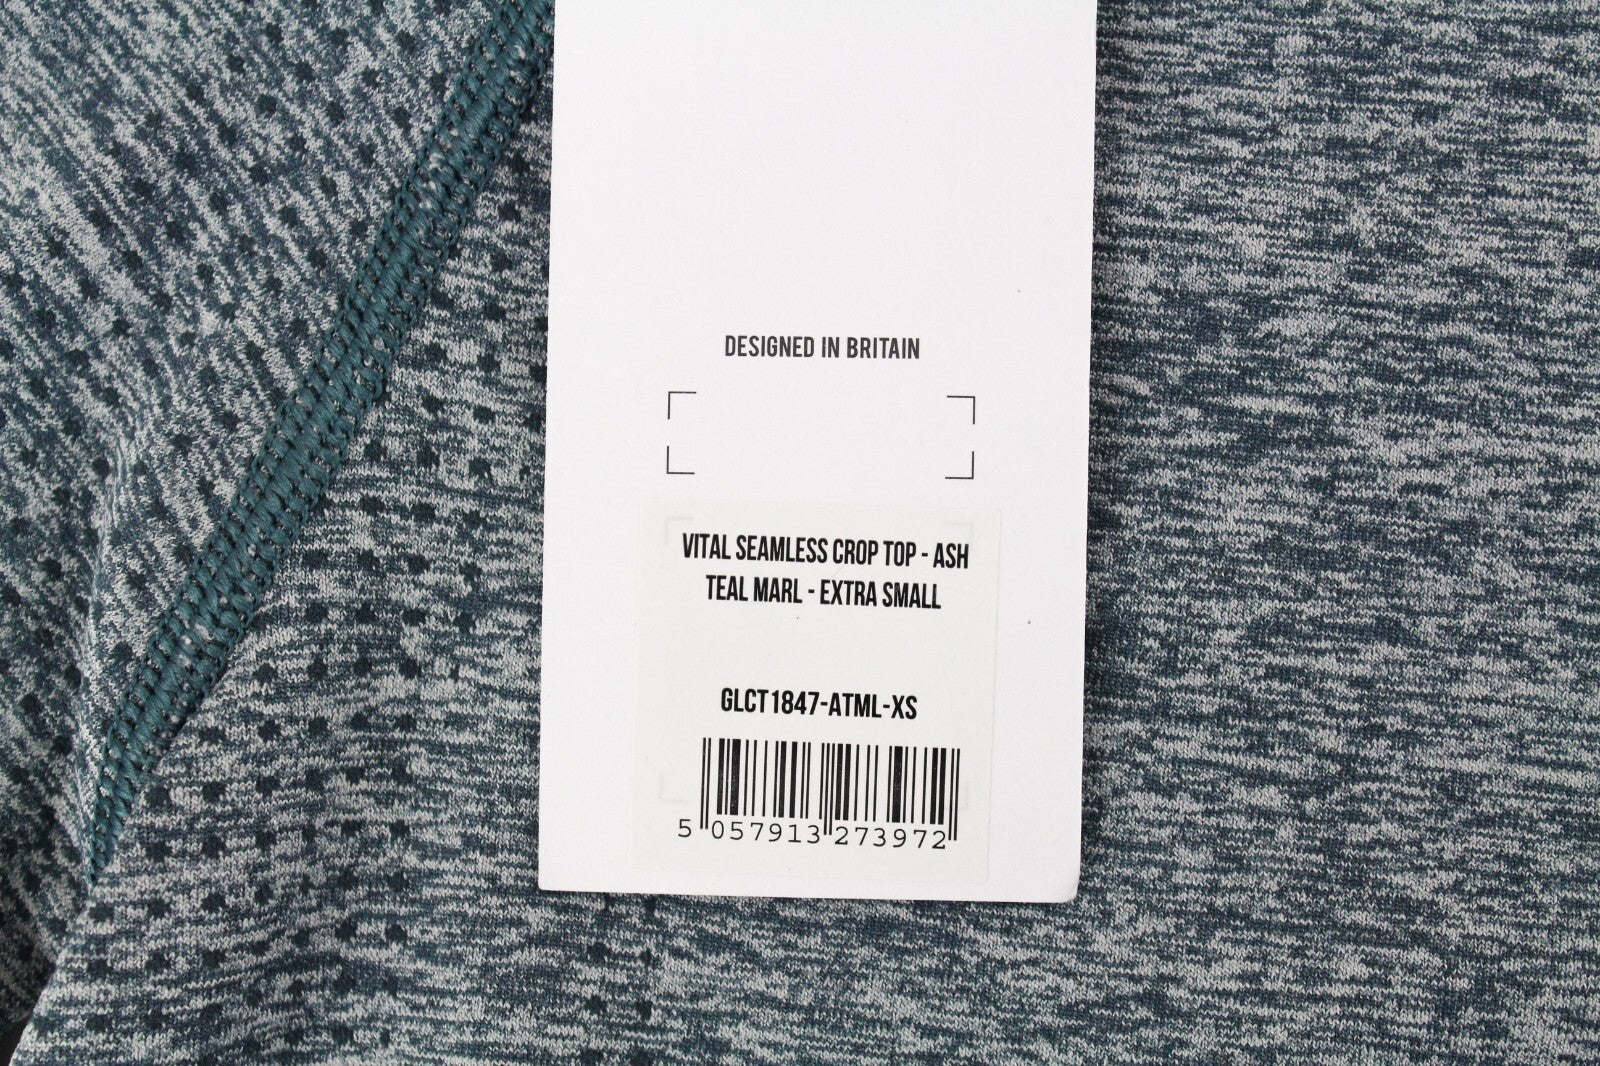 DESIGNED IN BRITAIN
VITAL SEAMLESS CROP TOP - ASH
TEAL MARL - EXTRA SMALL
GLCT1847-ATML-XS
5 057913 273972